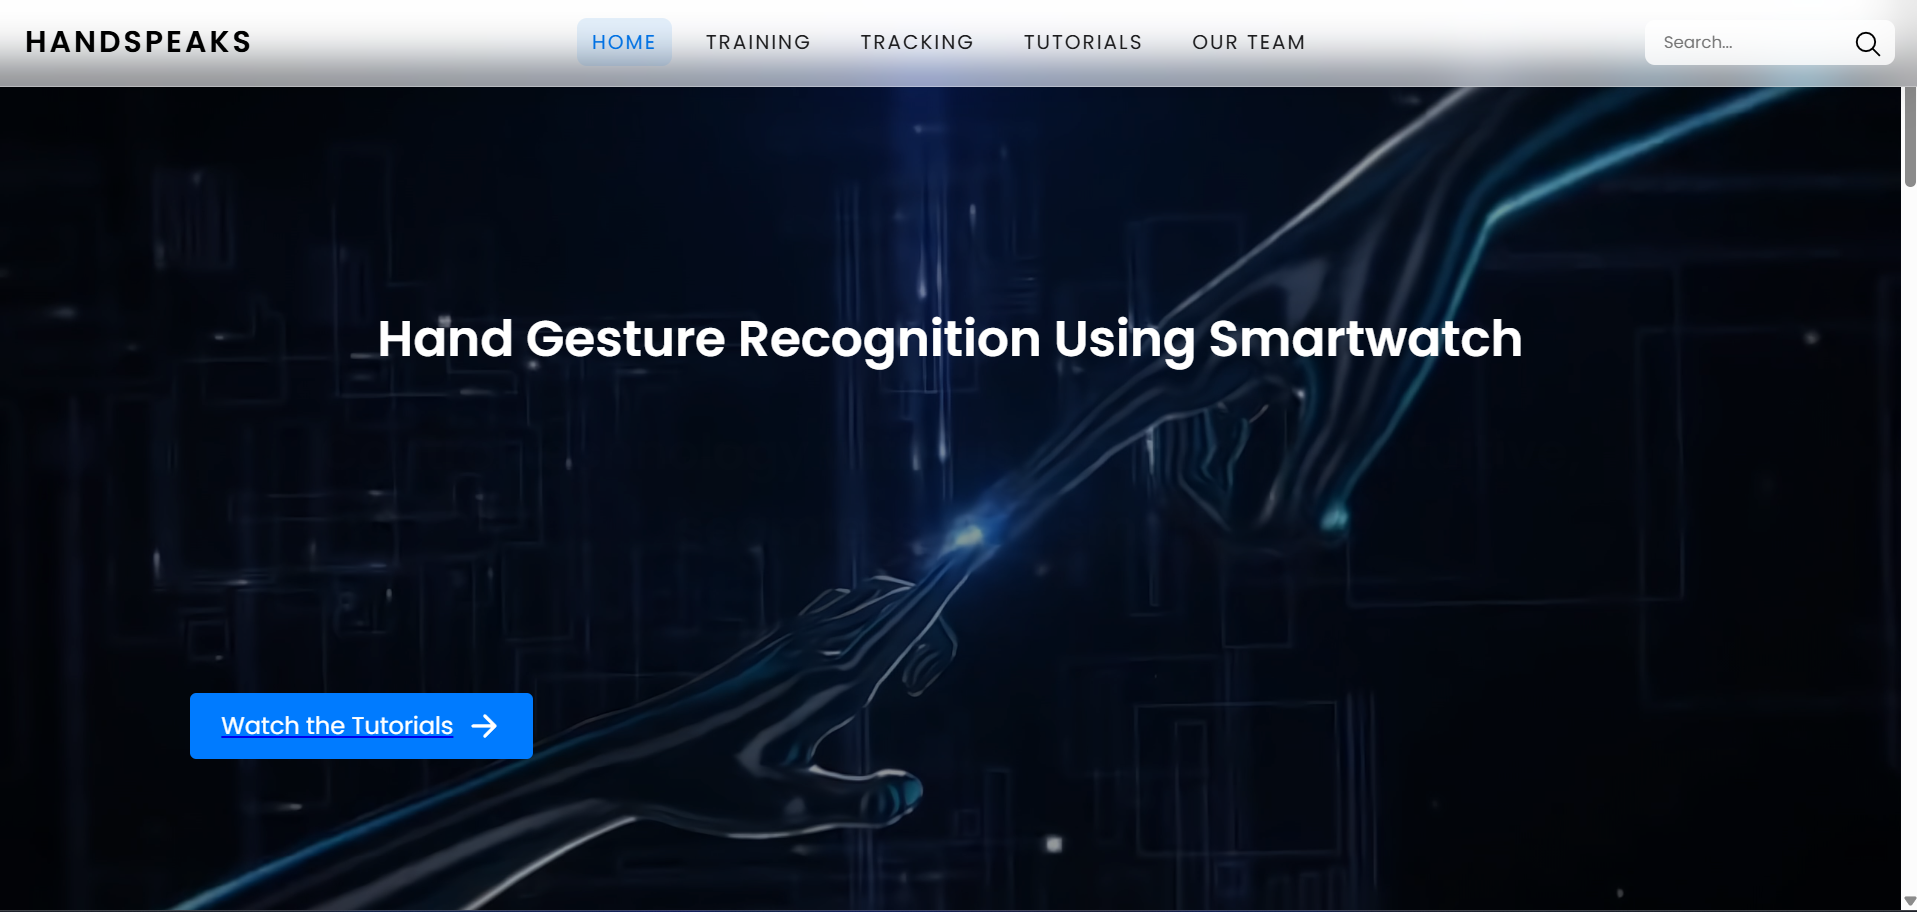 HANDSPEAKS
HOME
TRAINING
TRACKING
TUTORIALS
OUR TEAM
Search...
Hand Gesture Recognition Using Smartwatch
Watch the Tutorials